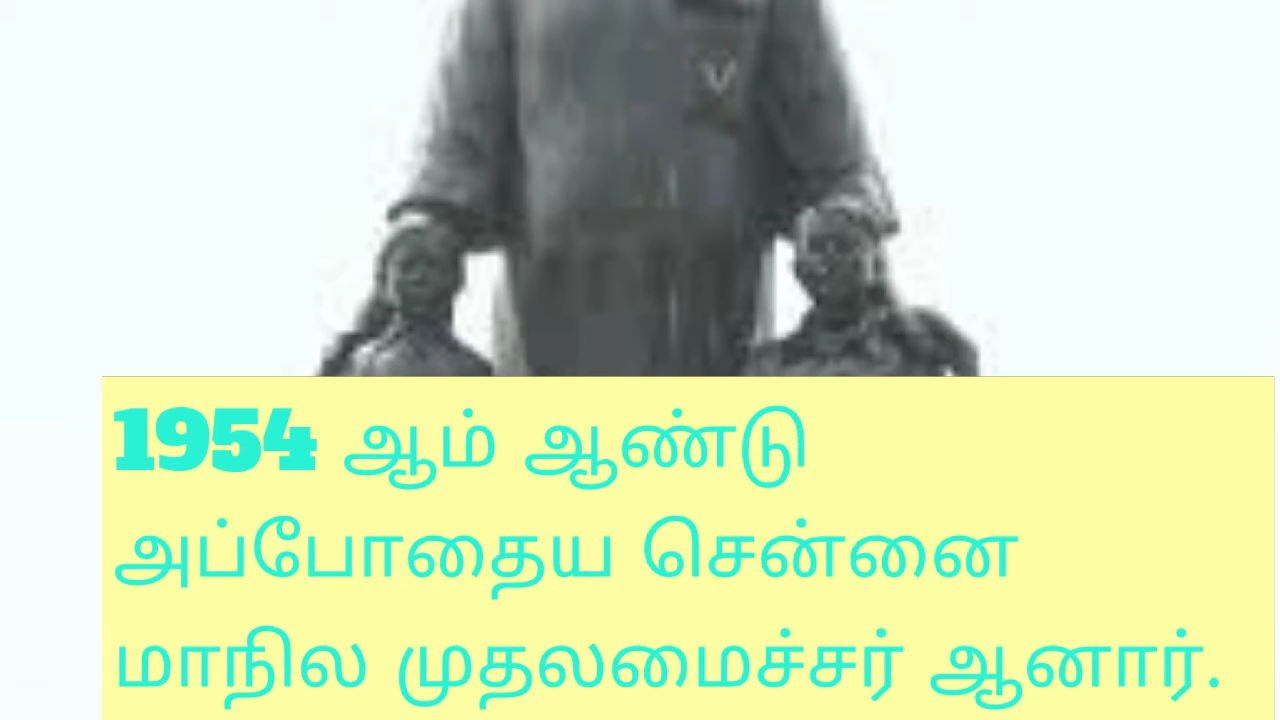 1954 ஆம் ஆண்டு
அப்போதைய சென்னை
மாநில முதலமைச்சர் ஆனார்.